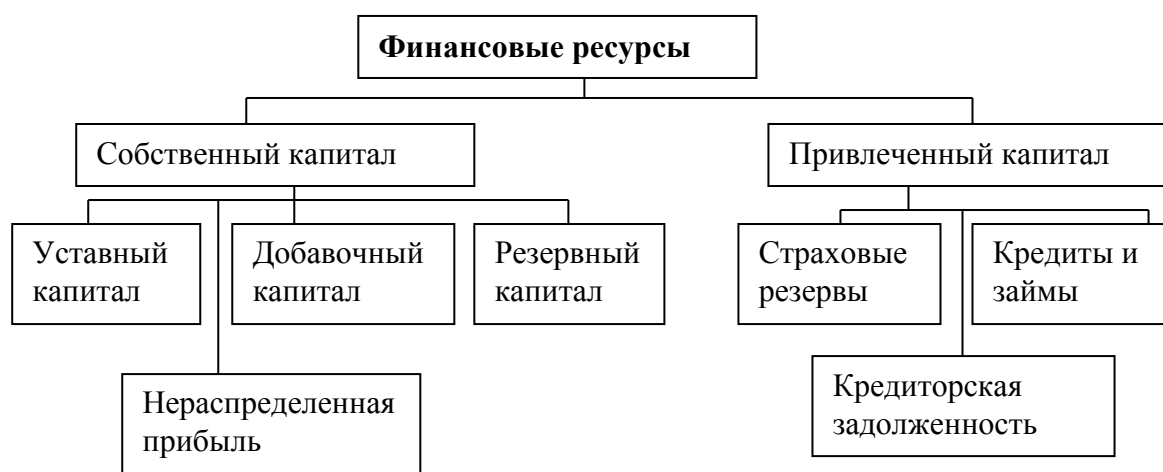 Финансовые ресурсы
Собственный капитал
Привлеченный капитал
Уставный
капитал
Добавочный
капитал
Резервный
капитал
Страховые
резервы
Кредиты и
займы
Нераспределенная
прибыль
Кредиторская
задолженность